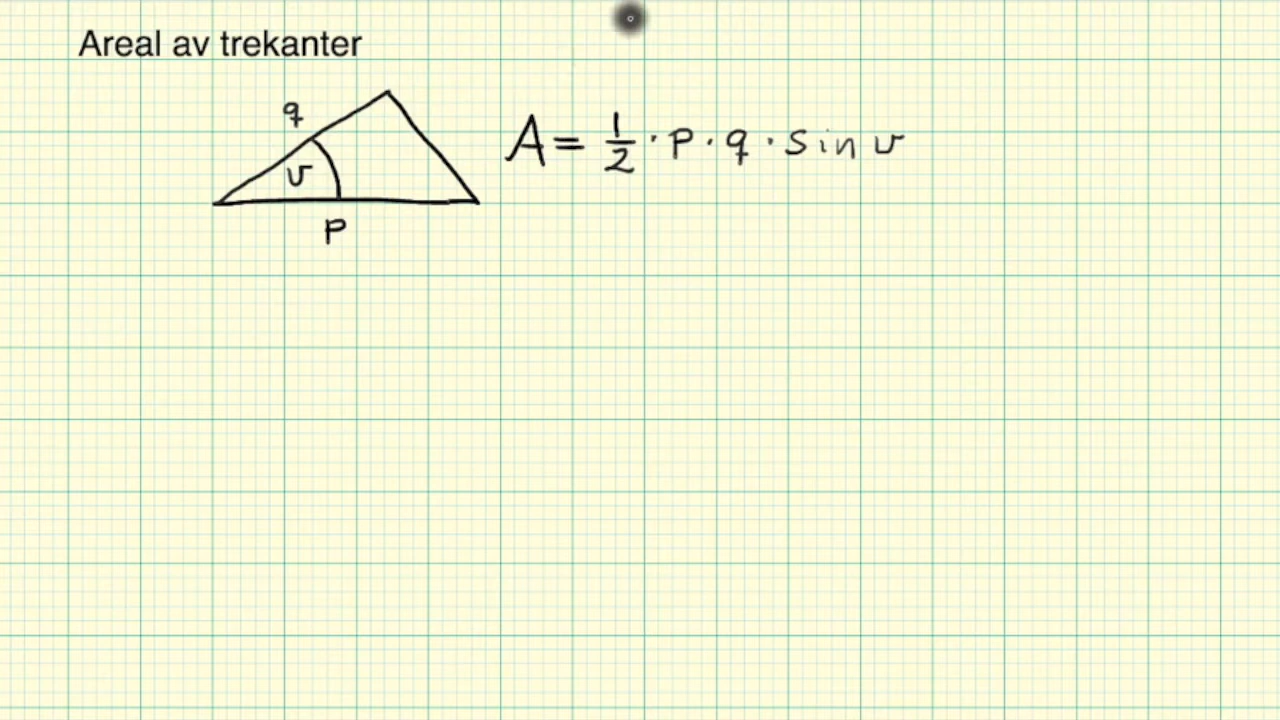 Areal av trekanter
q
A = 1/2 · p · q · sin v
v
p